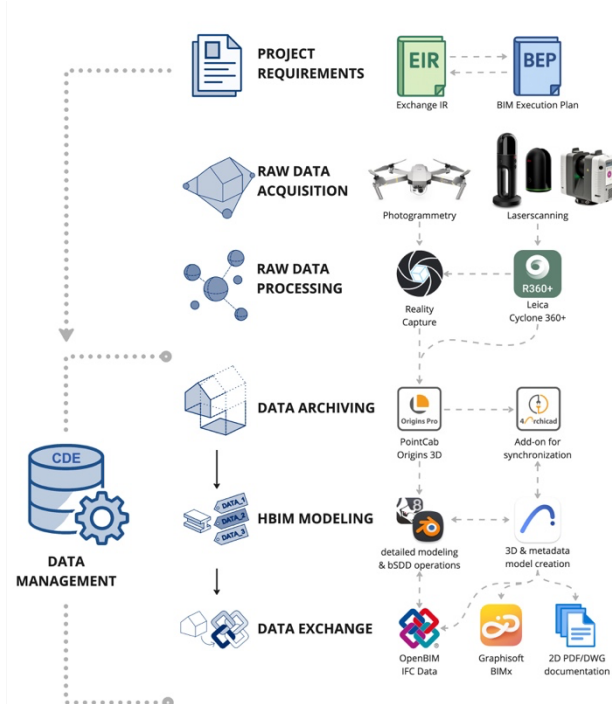 PROJECT
REQUIREMENTS
EIR
BEP
Exchange IR
BIM Execution Plan
RAW DATA
ACQUISITION
Photogrammetry
Laserscanning
RAW DATA
PROCESSING
R360+
Reality
Capture
Leica
Cyclone 360+
DATA ARCHIVING
Origins Pro
4Archicad
PointCab
Origins 3D
Add-on for
synchronization
CDE
DATA
MANAGEMENT
DATA_1
DATA_2
DATA_3
HBIM MODELING
8
detailed modeling
& bSDD operations
3D & metadata
model creation
DATA EXCHANGE
OpenBIM
IFC Data
Graphisoft
BIMx
2D PDF/DWG
documentation